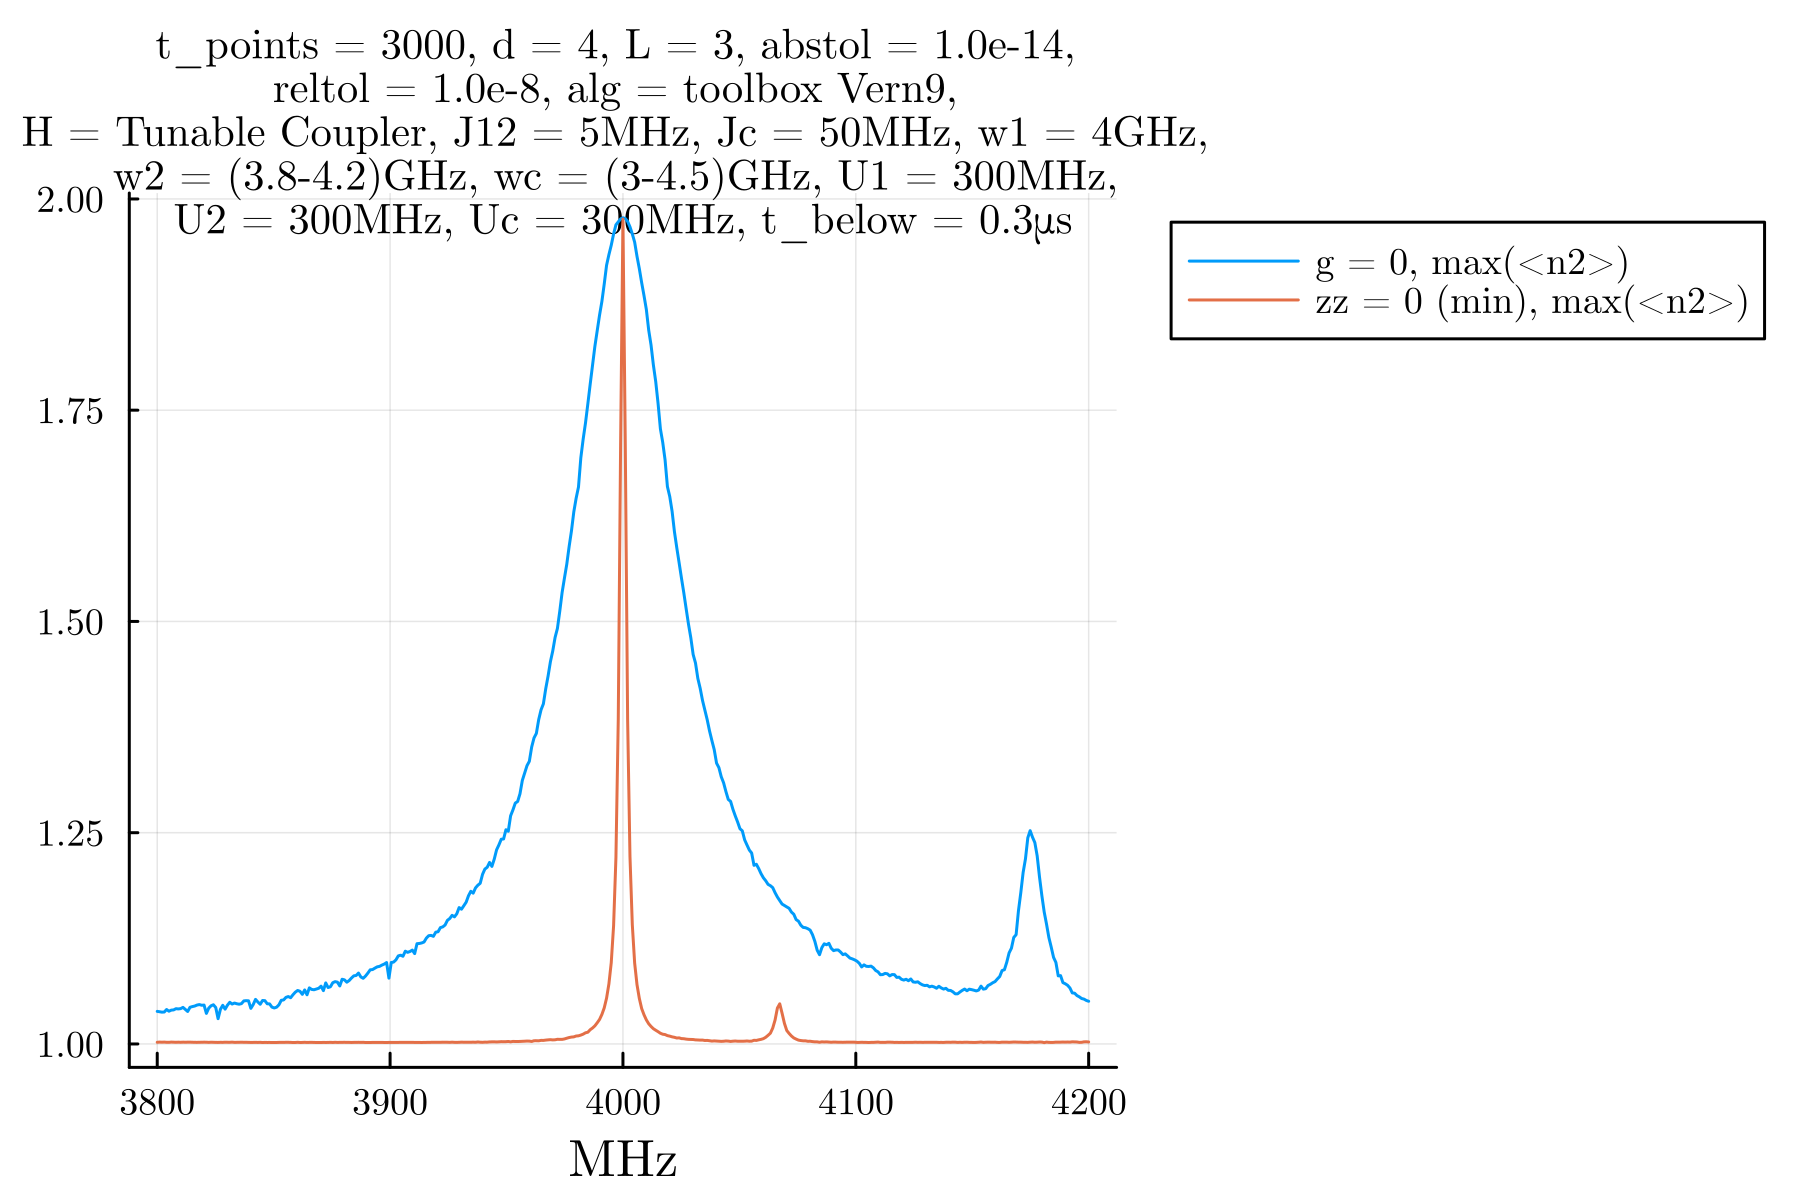 t_points = 3000, d = 4, L = 3, abstol = 1.0e-14,
reltol = 1.0e-8, alg = toolbox Vern9,
H = Tunable Coupler, J12 = 5MHz, Jc = 50MHz, w1 = 4GHz,
w2 = (3.8-4.2)GHz, wc = (3-4.5)GHz, U1 = 300MHz,
U2 = 300MHz, Uc = 300MHz, t_below = 0.3μs
2.00
1.75
1.50
1.25
1.00
3800 3900 4000 4100 4200
MHz
g = 0, max(<n2>)
zz = 0 (min), max(<n2>)